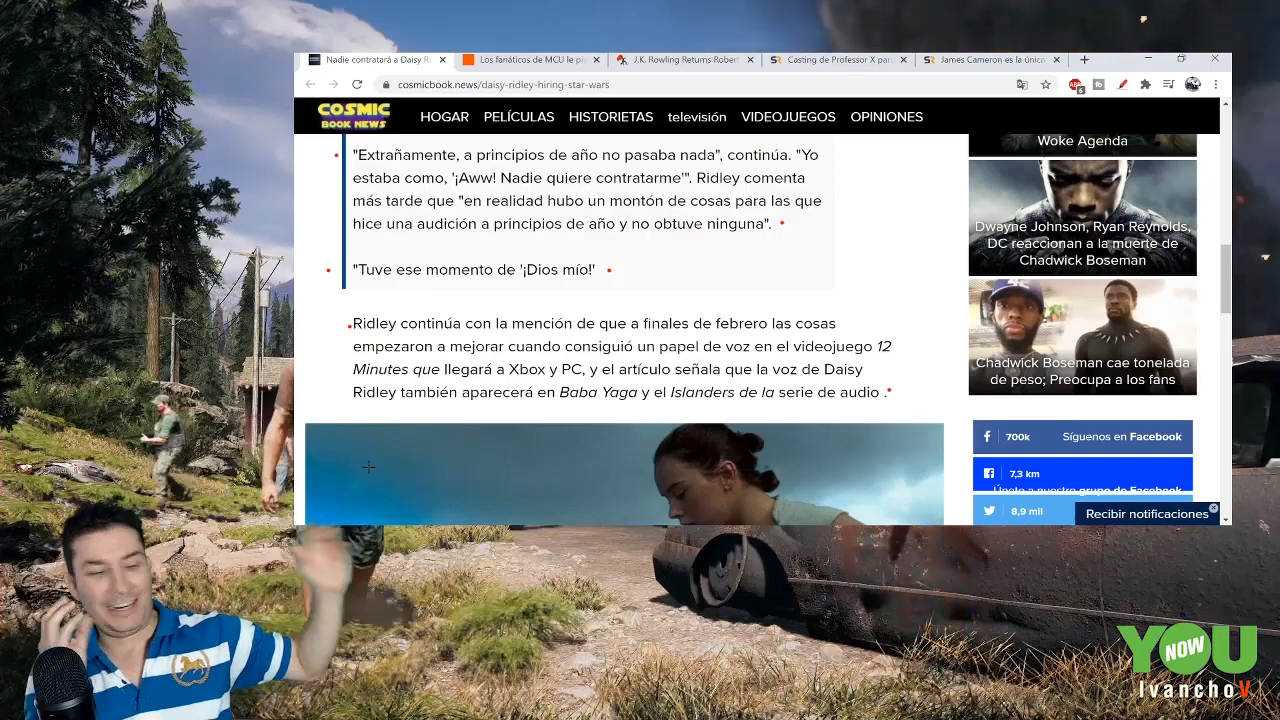 Nadie contratará a Daisy R
Los fanáticos de MCU le pi
J.K. Rowling Returns Robert
Casting de Professor X par
James Cameron es la única
cosmicbook.news/daisy-ridley-hiring-star-wars
COSMIC
BOOK NEWS
HOGAR PELÍCULAS HISTORIETAS televisión VIDEOJUEGOS OPINIONES
"Extrañamente, a principios de año no pasaba nada", continúa. "Yo
estaba como, '¡Aww! Nadie quiere contratarme'". Ridley comenta
más tarde que "en realidad hubo un montón de cosas para las que
hice una audición a principios de año y no obtuve ninguna".
"Tuve ese momento de '¡Dios mío!'
Ridley continúa con la mención de que a finales de febrero las cosas
empezaron a mejorar cuando consiguió un papel de voz en el videojuego 12
Minutes que llegará a Xbox y PC, y el artículo señala que la voz de Daisy
Ridley también aparecerá en Baba Yaga y el Islanders de la serie de audio .
Woke Agenda
Dwayne Johnson, Ryan Reynolds,
DC reaccionan a la muerte de
Chadwick Boseman
Chadwick Boseman cae tonelada
de peso; Preocupa a los fans
700k Síguenos en Facebook
7,3 km
Únete a nuestro grupo de Facebook
8,9 mil
Recibir notificaciones
YOU
NOW
IvanchoV